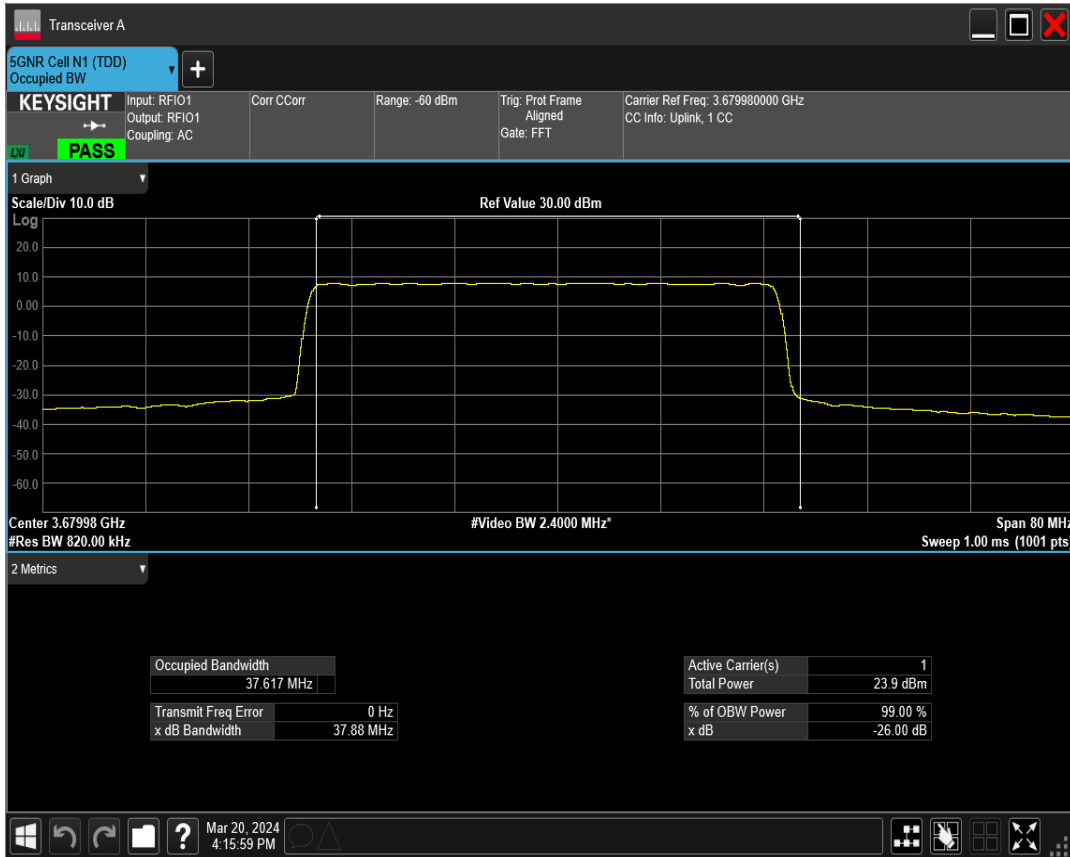 Transceiver A
5GNR Cell N1 (TDD)
Occupied BW
KEYSIGHT
LXI
PASS
Input: RFIO1
Output: RFIO1
Coupling: AC
Corr CCorr
Range: -60 dBm
Trig: Prot Frame
Aligned
Gate: FFT
Carrier Ref Freq: 3.679980000 GHz
CC Info: Uplink, 1 CC
1 Graph
Scale/Div 10.0 dB
Ref Value 30.00 dBm
Log
20.0
10.0
0.00
-10.0
-20.0
-30.0
-40.0
-50.0
-60.0
Center 3.67998 GHz
#Video BW 2.4000 MHz*
Span 80 MHz
#Res BW 820.00 kHz
Sweep 1.00 ms (1001 pts)
2 Metrics
Occupied Bandwidth
37.617 MHz
Transmit Freq Error 0 Hz
x dB Bandwidth 37.88 MHz
Active Carrier(s) 1
Total Power 23.9 dBm
% of OBW Power 99.00 %
x dB -26.00 dB
?
Mar 20, 2024
4:15:59 PM